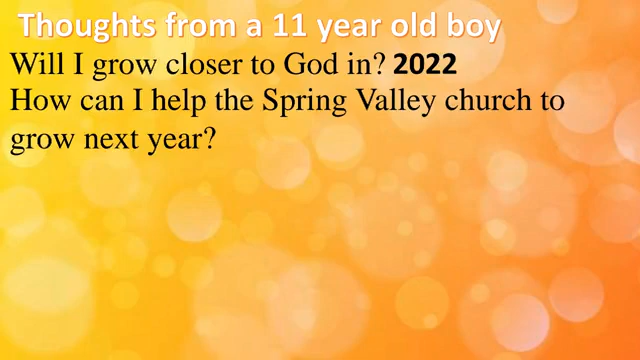 Thoughts from a 11 year old boy
Will I grow closer to God in? 2022
How can I help the Spring Valley church to
grow next year?